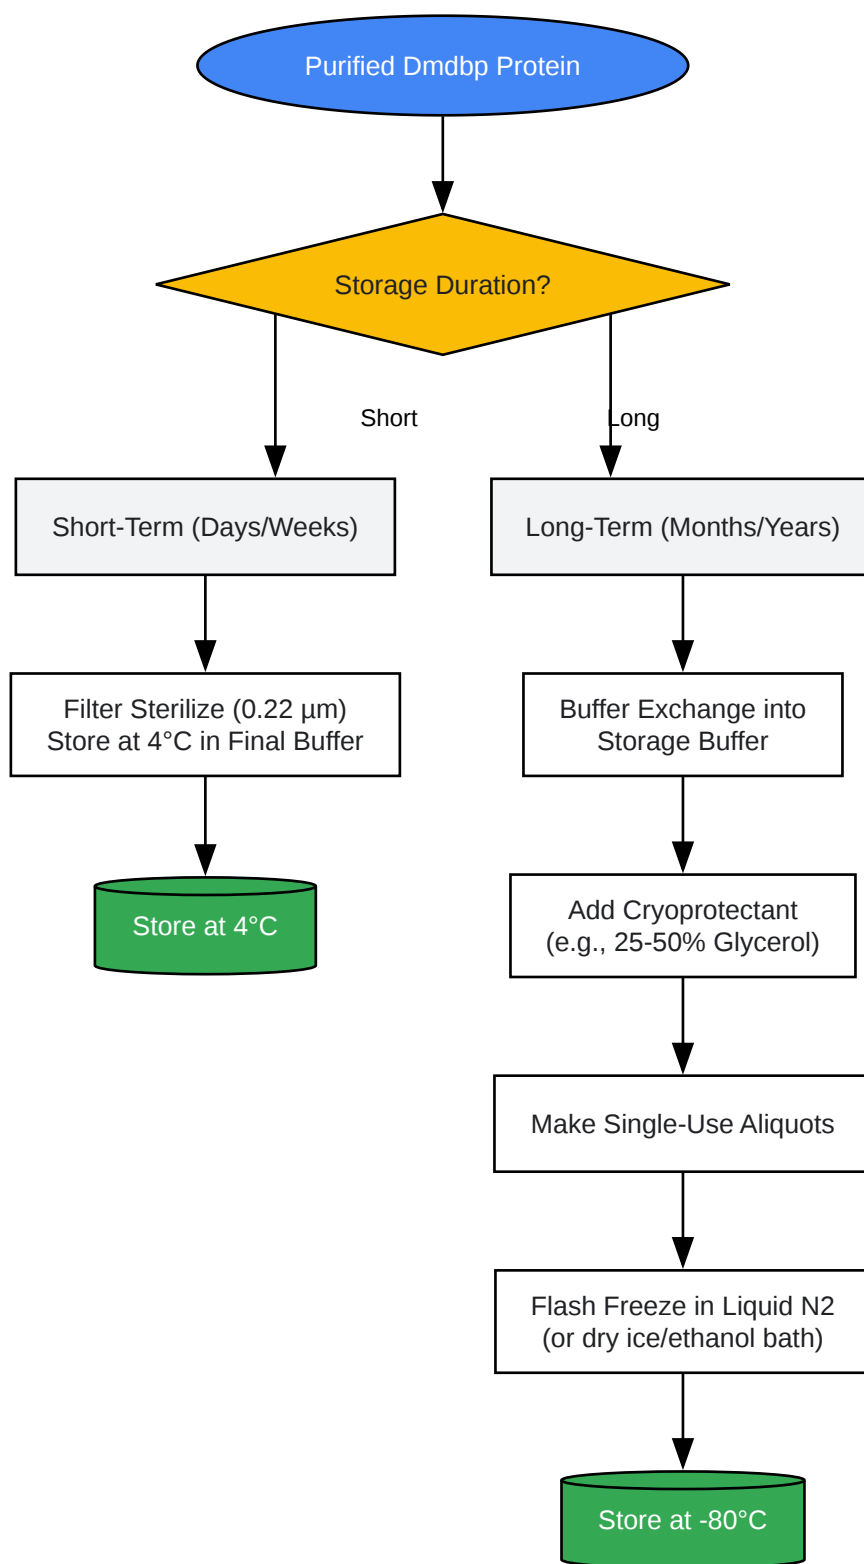 Purified Dmdbp Protein
Storage Duration?
Short
Long
Short-Term (Days/Weeks)
Long-Term (Months/Years)
Filter Sterilize (0.22 µm)
Store at 4°C in Final Buffer
Buffer Exchange into
Storage Buffer
Store at 4°C
Add Cryoprotectant
(e.g., 25-50% Glycerol)
Make Single-Use Aliquots
Flash Freeze in Liquid N2
(or dry ice/ethanol bath)
Store at -80°C